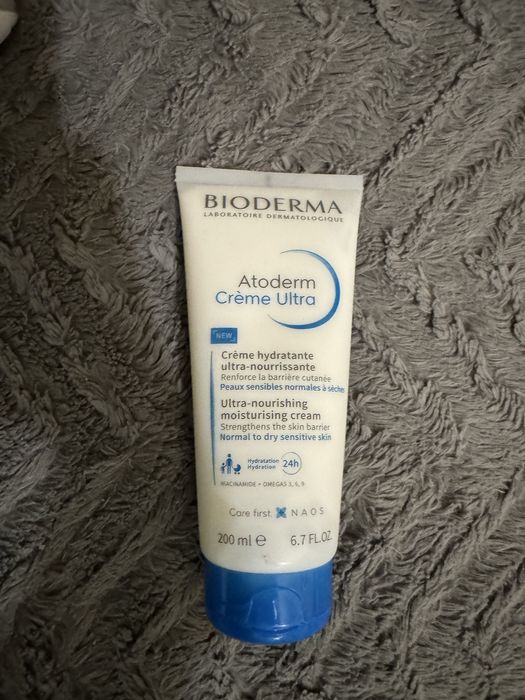 BIODERMA
LABORATOIRE DERMATOLOGIQUE
Atoderm
Crème Ultra
NEW
Crème hydratante
ultra-nourrissante
Renforce la barrière cutanée
Peaux sensibles normales à sèches
Ultra-nourishing
moisturising cream
Strengthens the skin barrier
Normal to dry sensitive skin
Hydratation
Hydration
24h
NIACINAMIDE + OMEGAS 3, 6, 9
Care first NAOS
200 ml e 6.7 FL.OZ.